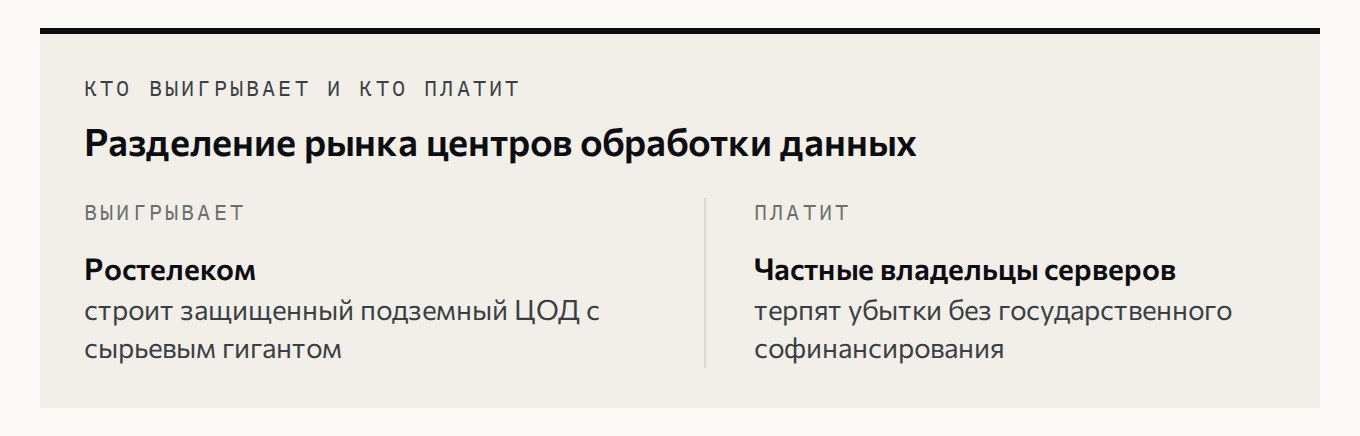 КТО ВЫИГРЫВАЕТ И КТО ПЛАТИТ
Разделение рынка центров обработки данных
ВЫИГРЫВАЕТ
Ростелеком
строит защищенный подземный ЦОД с
сырьевым гигантом
ПЛАТИТ
Частные владельцы серверов
терпят убытки без государственного
софинансирования